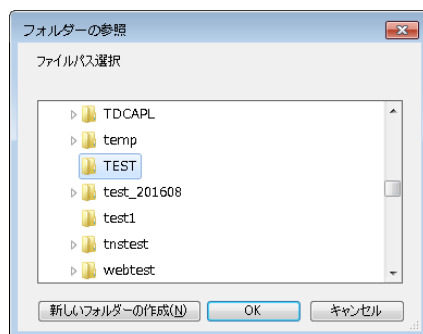 フォルダーの参照
ファイルパス選択
TDCAPL
temp
TEST
test_201608
test1
tnstest
webtest
新しいフォルダーの作成(N) OK キャンセル